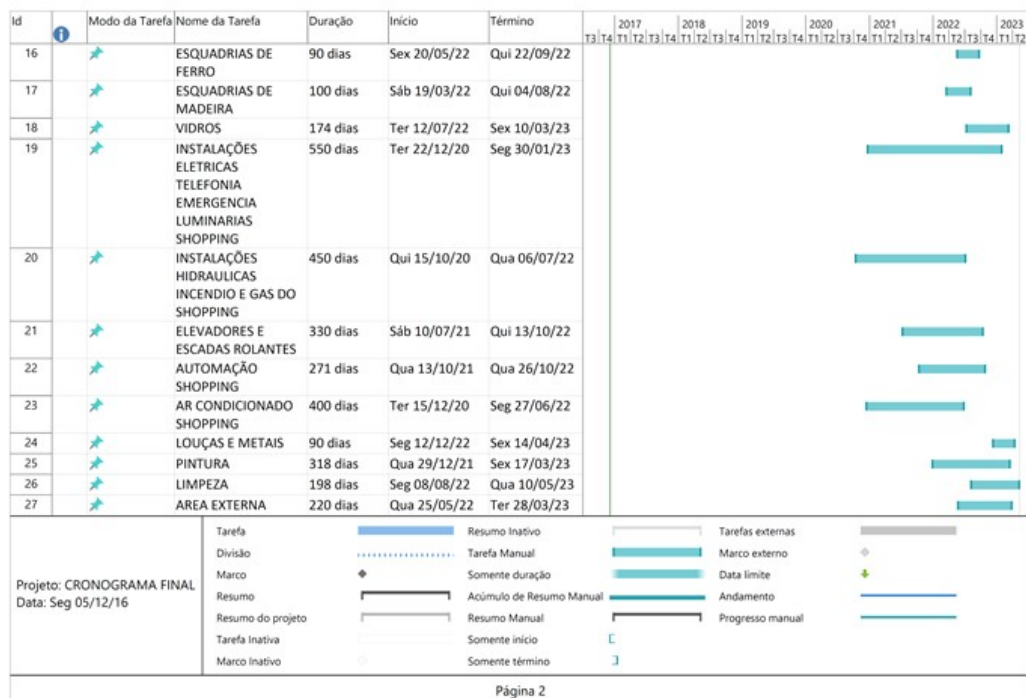 Id Modo da Tarefa Nome da Tarefa Duração Início Término 2017 2018 2019 2020 2021 2022 2023
T3 T4 T1 T2 T3 T4 T1 T2 T3 T4 T1 T2 T3 T4 T1 T2 T3 T4 T1 T2 T3 T4 T1 T2 T3 T4 T1 T2
16 ESQUADRIAS DE 90 dias Sex 20/05/22 Qui 22/09/22
FERRO
17 ESQUADRIAS DE 100 dias Sáb 19/03/22 Qui 04/08/22
MADEIRA
18 VIDROS 174 dias Ter 12/07/22 Sex 10/03/23
19 INSTALAÇÕES 550 dias Ter 22/12/20 Seg 30/01/23
ELETRICAS
TELEFONIA
EMERGENCIA
LUMINARIAS
SHOPPING
20 INSTALAÇÕES 450 dias Qui 15/10/20 Qua 06/07/22
HIDRAULICAS
INCENDIO E GAS DO
SHOPPING
21 ELEVADORES E 330 dias Sáb 10/07/21 Qui 13/10/22
ESCADAS ROLANTES
22 AUTOMAÇÃO 271 dias Qua 13/10/21 Qua 26/10/22
SHOPPING
23 AR CONDICIONADO 400 dias Ter 15/12/20 Seg 27/06/22
SHOPPING
24 LOUÇAS E METAIS 90 dias Seg 12/12/22 Sex 14/04/23
25 PINTURA 318 dias Qua 29/12/21 Sex 17/03/23
26 LIMPEZA 198 dias Seg 08/08/22 Qua 10/05/23
27 AREA EXTERNA 220 dias Qua 25/05/22 Ter 28/03/23
Projeto: CRONOGRAMA FINAL
Data: Seg 05/12/16
Tarefa Resumo Inativo Tarefas externas
Divisão Tarefa Manual Marco externo
Marco Somente duração Data limite
Resumo Acúmulo de Resumo Manual Andamento
Resumo do projeto Resumo Manual Progresso manual
Tarefa Inativa Somente início
Marco Inativo Somente término
Página 2